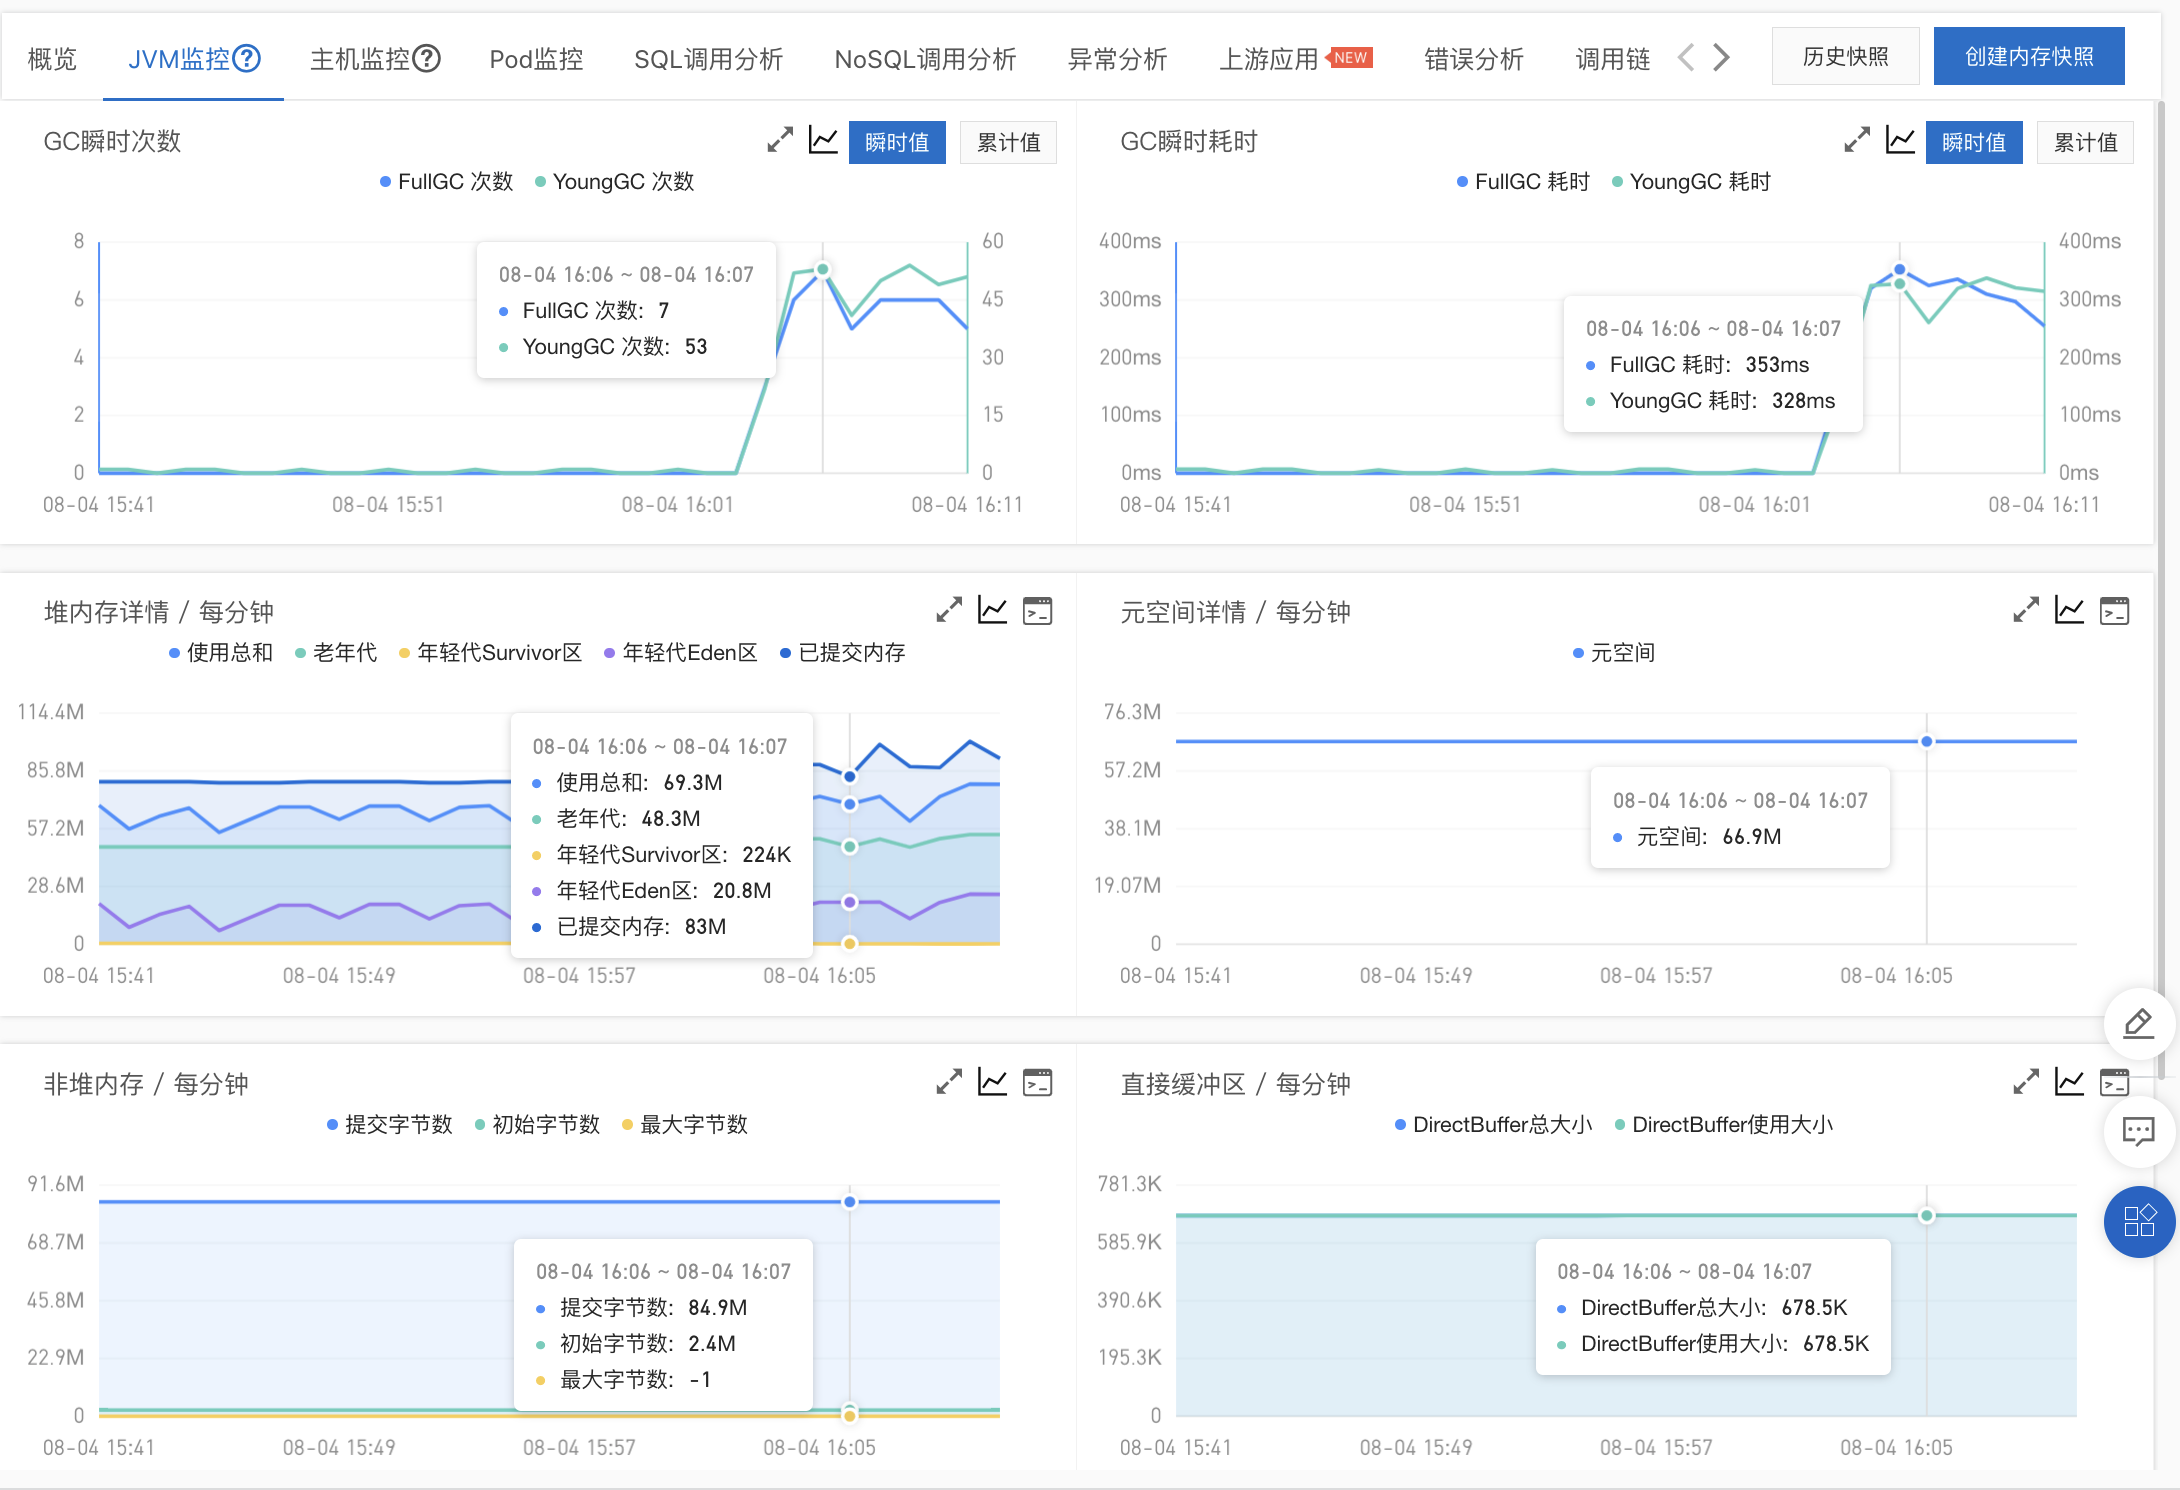 概览 JVM监控 主机监控 Pod监控 SQL调用分析 NoSQL调用分析 异常分析 上游应用 NEW 错误分析 调用链 历史快照 创建内存快照
GC瞬时次数 瞬时值 累计值
FullGC 次数 YoungGC 次数
8 60
6 45
4 30
2 15
0 0
08-04 16:06 ~ 08-04 16:07
FullGC 次数: 7
YoungGC 次数: 53
08-04 15:41 08-04 15:51 08-04 16:01 08-04 16:11
GC瞬时耗时 瞬时值 累计值
FullGC 耗时 YoungGC 耗时
400ms 400ms
300ms 300ms
200ms 200ms
100ms 100ms
0ms 0ms
08-04 16:06 ~ 08-04 16:07
FullGC 耗时: 353ms
YoungGC 耗时: 328ms
08-04 15:41 08-04 15:51 08-04 16:01 08-04 16:11
堆内存详情 / 每分钟
使用总和 老年代 年轻代Survivor区 年轻代Eden区 已提交内存
114.4M
85.8M
57.2M
28.6M
0
08-04 16:06 ~ 08-04 16:07
使用总和: 69.3M
老年代: 48.3M
年轻代Survivor区: 224K
年轻代Eden区: 20.8M
已提交内存: 83M
08-04 15:41 08-04 15:49 08-04 15:57 08-04 16:05
元空间详情 / 每分钟
元空间
76.3M
57.2M
38.1M
19.07M
0
08-04 16:06 ~ 08-04 16:07
元空间: 66.9M
08-04 15:41 08-04 15:49 08-04 15:57 08-04 16:05
非堆内存 / 每分钟
提交字节数 初始字节数 最大字节数
91.6M
68.7M
45.8M
22.9M
0
08-04 16:06 ~ 08-04 16:07
提交字节数: 84.9M
初始字节数: 2.4M
最大字节数: -1
08-04 15:41 08-04 15:49 08-04 15:57 08-04 16:05
直接缓冲区 / 每分钟
DirectBuffer总大小 DirectBuffer使用大小
781.3K
585.9K
390.6K
195.3K
0
08-04 16:06 ~ 08-04 16:07
DirectBuffer总大小: 678.5K
DirectBuffer使用大小: 678.5K
08-04 15:41 08-04 15:49 08-04 15:57 08-04 16:05